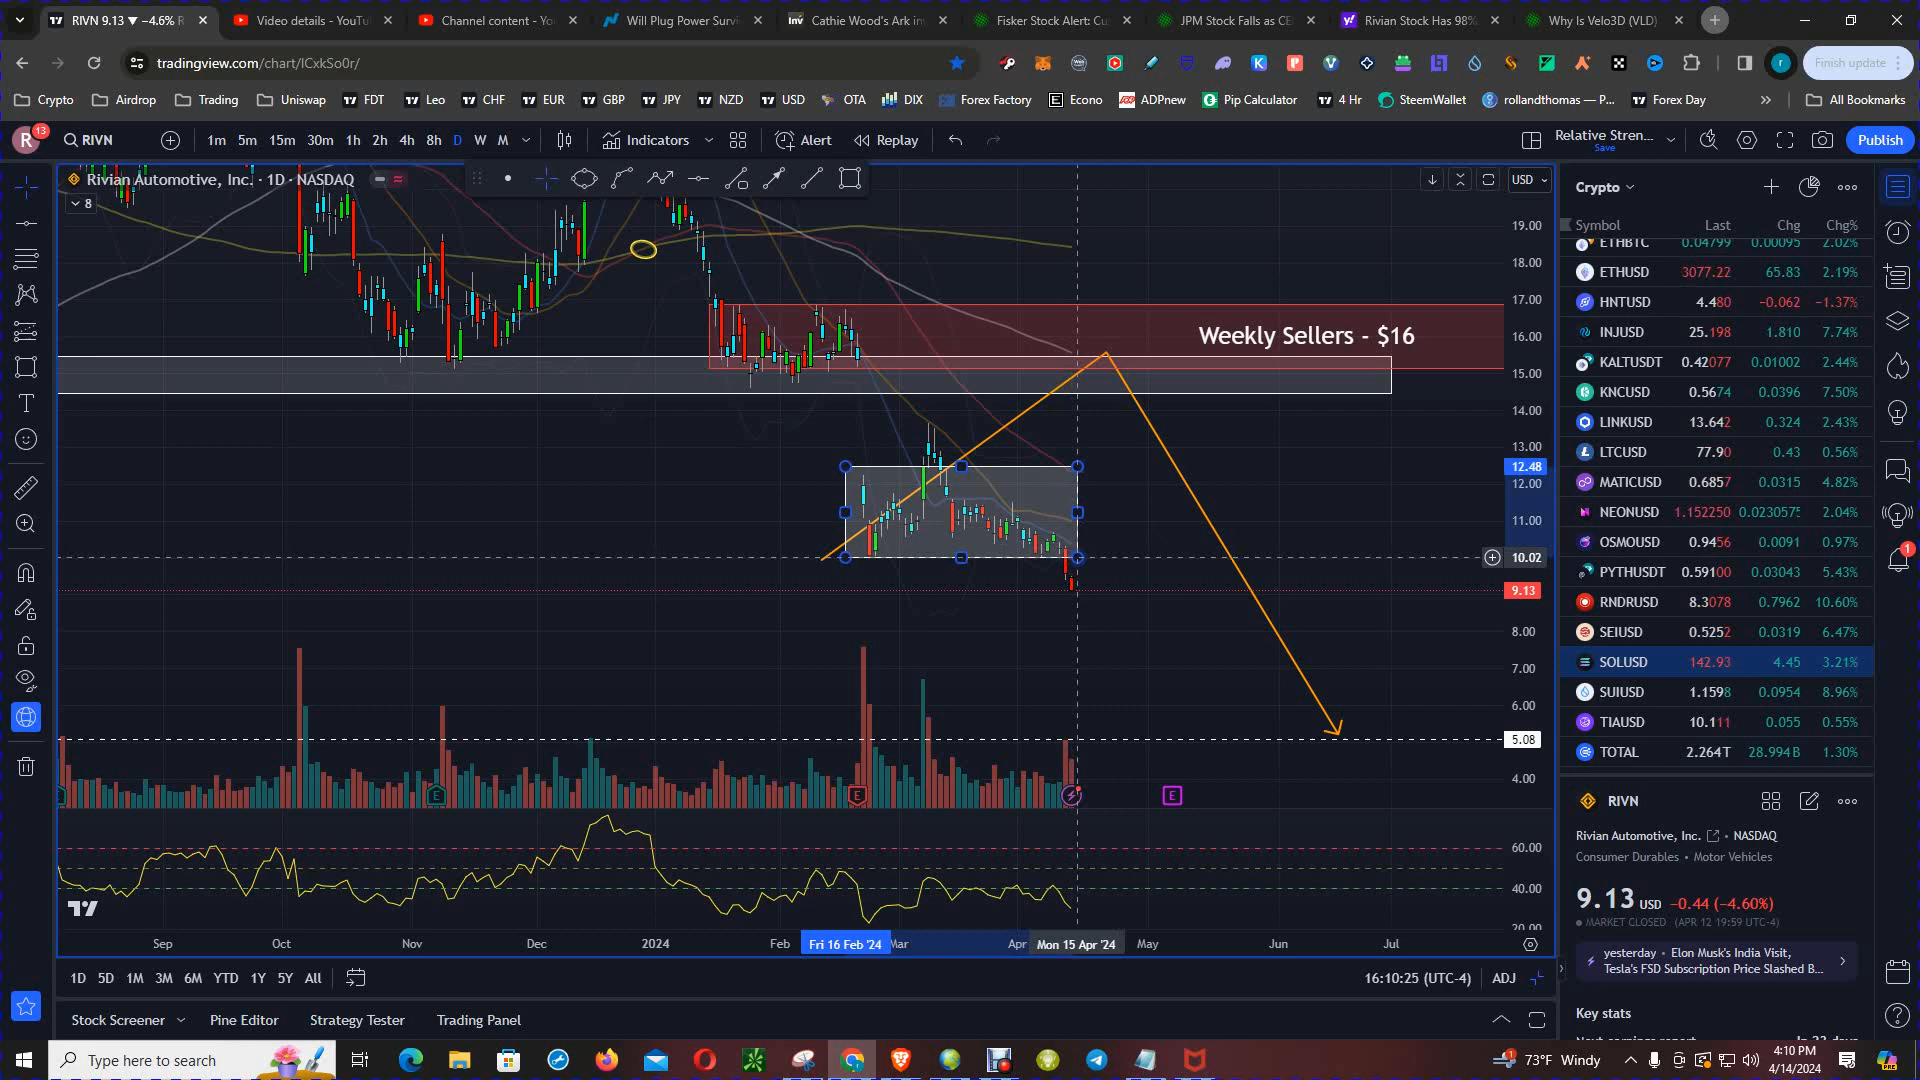 RIVN 9.13 ▼ −4.6% R
Video details - YouTu
Channel content - Yo
Will Plug Power Survi
Cathie Wood's Ark in
Fisker Stock Alert: Cu
JPM Stock Falls as CE
Rivian Stock Has 98%
Why Is Velo3D (VLD)
tradingview.com/chart/ICxkSo0r/
Finish update
Crypto Airdrop Trading Uniswap FDT Leo CHF EUR GBP JPY NZD USD OTA DIX Forex Factory Econo ADPnew Pip Calculator 4 Hr SteemWallet rollandthomas — P... Forex Day » All Bookmarks
R 13 RIVN 1m 5m 15m 30m 1h 2h 4h 8h D W M Indicators Alert Replay Relative Stren... Save Publish
Rivian Automotive, Inc. · 1D · NASDAQ
USD
8
19.00
18.00
17.00
16.00
15.00
14.00
13.00
12.48
12.00
11.00
10.02
9.13
8.00
7.00
6.00
5.08
4.00
60.00
40.00
20.00
Weekly Sellers - $16
E E E
Sep Oct Nov Dec 2024 Feb Fri 16 Feb '24 Mar Apr Mon 15 Apr '24 May Jun Jul
1D 5D 1M 3M 6M YTD 1Y 5Y All 16:10:25 (UTC-4) ADJ
Stock Screener Pine Editor Strategy Tester Trading Panel
Crypto
Symbol Last Chg Chg%
ETHBTC 0.04799 0.00095 2.02%
ETHUSD 3077.22 65.83 2.19%
HNTUSD 4.480 −0.062 −1.37%
INJUSD 25.198 1.810 7.74%
KALTUSDT 0.42077 0.01002 2.44%
KNCUSD 0.5674 0.0396 7.50%
LINKUSD 13.642 0.324 2.43%
LTCUSD 77.90 0.43 0.56%
MATICUSD 0.6857 0.0315 4.82%
NEONUSD 1.152250 0.0230575 2.04%
OSMOUSD 0.9456 0.0091 0.97%
PYTHUSDT 0.59100 0.03043 5.43%
RNDRUSD 8.3078 0.7962 10.60%
SEIUSD 0.5252 0.0319 6.47%
SOLUSD 142.93 4.45 3.21%
SUIUSD 1.1598 0.0954 8.96%
TIAUSD 10.111 0.055 0.55%
TOTAL 2.264T 28.994B 1.30%
RIVN
Rivian Automotive, Inc. • NASDAQ
Consumer Durables • Motor Vehicles
9.13 USD −0.44 (−4.60%)
MARKET CLOSED (APR 12 19:59 UTC-4)
yesterday • Elon Musk's India Visit,
Tesla's FSD Subscription Price Slashed B...
Key stats
1
Type here to search
73°F Windy
4:10 PM
4/14/2024